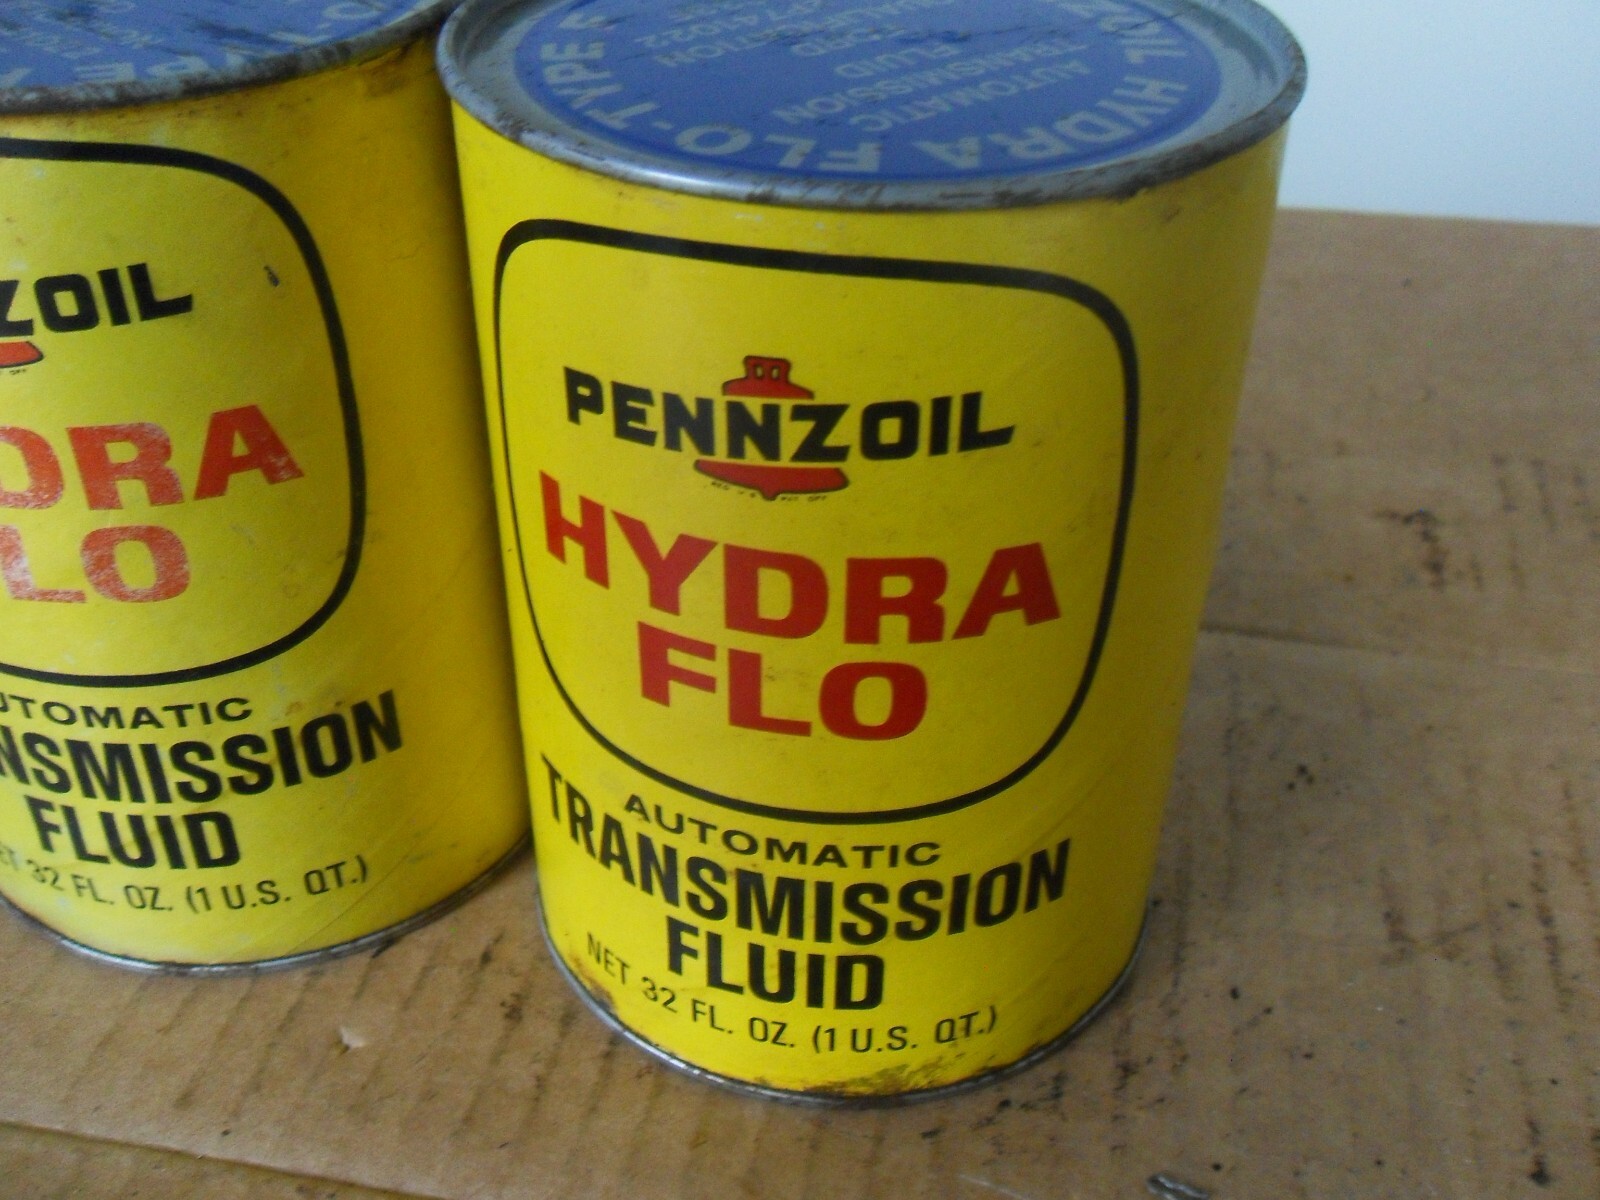 HYDRA FLO-TYPE
AUTOMATIC
TRANSMISSION
FLUID
FORD
ZOIL
DRA
LO
AUTOMATIC
NSMISSION
FLUID
32 FL. OZ. (1 U.S. QT.)
PENNZOIL
HYDRA
FLO
AUTOMATIC
TRANSMISSION
FLUID
NET 32 FL. OZ. (1 U.S. QT.)